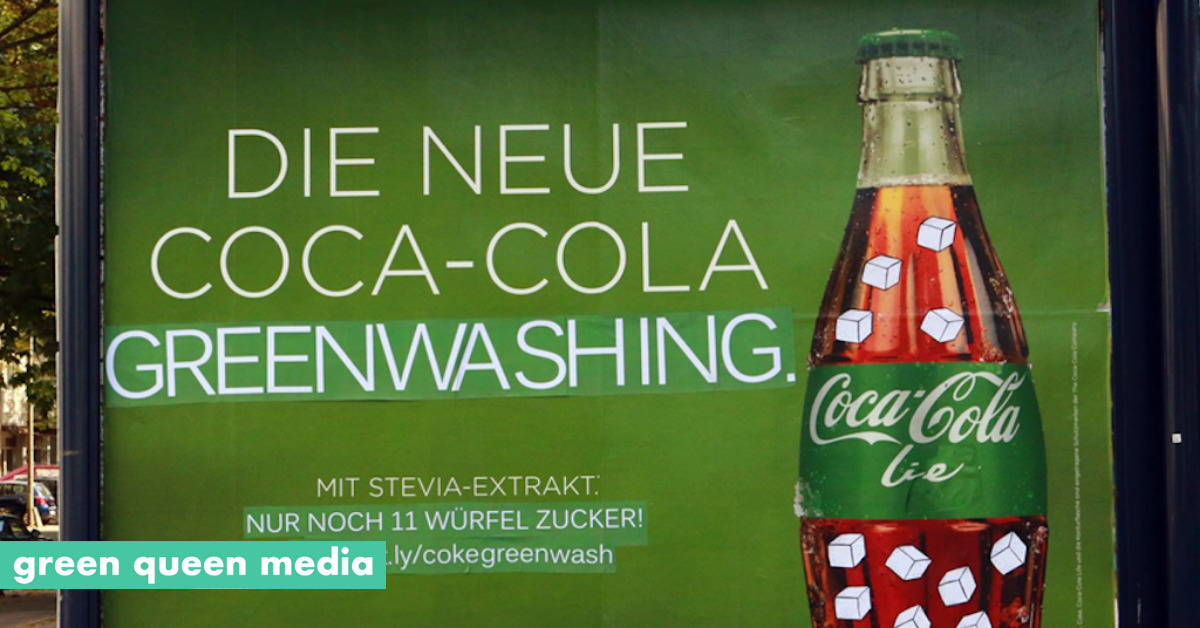 DIE NEUE
COCA-COLA
GREENWASHING.
Coca-Cola
lie
MIT STEVIA-EXTRAKT.
NUR NOCH 11 WÜRFEL ZUCKER!
.ly/cokegreenwash
green queen media